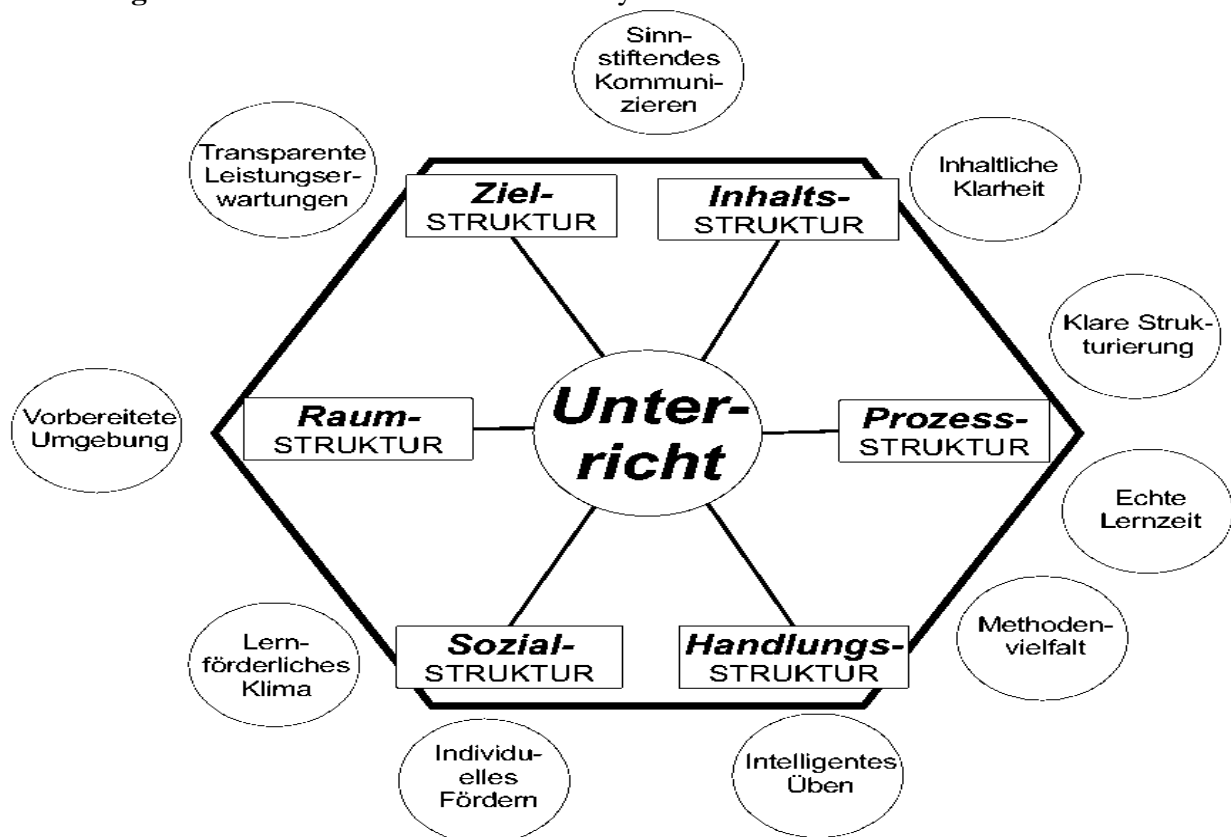 Sinn-
stiftendes
Kommuni-
zieren
Transparente
Leistungser-
wartungen
Inhaltliche
Klarheit
Ziel-
STRUKTUR
Inhalts-
STRUKTUR
Klare Struk-
turierung
Vorbereitete
Umgebung
Raum-
STRUKTUR
Unter-
richt
Prozess-
STRUKTUR
Echte
Lernzeit
Lern-
förderliches
Klima
Sozial-
STRUKTUR
Handlungs-
STRUKTUR
Methoden-
vielfalt
Individu-
elles
Fördern
Intelligentes
Üben